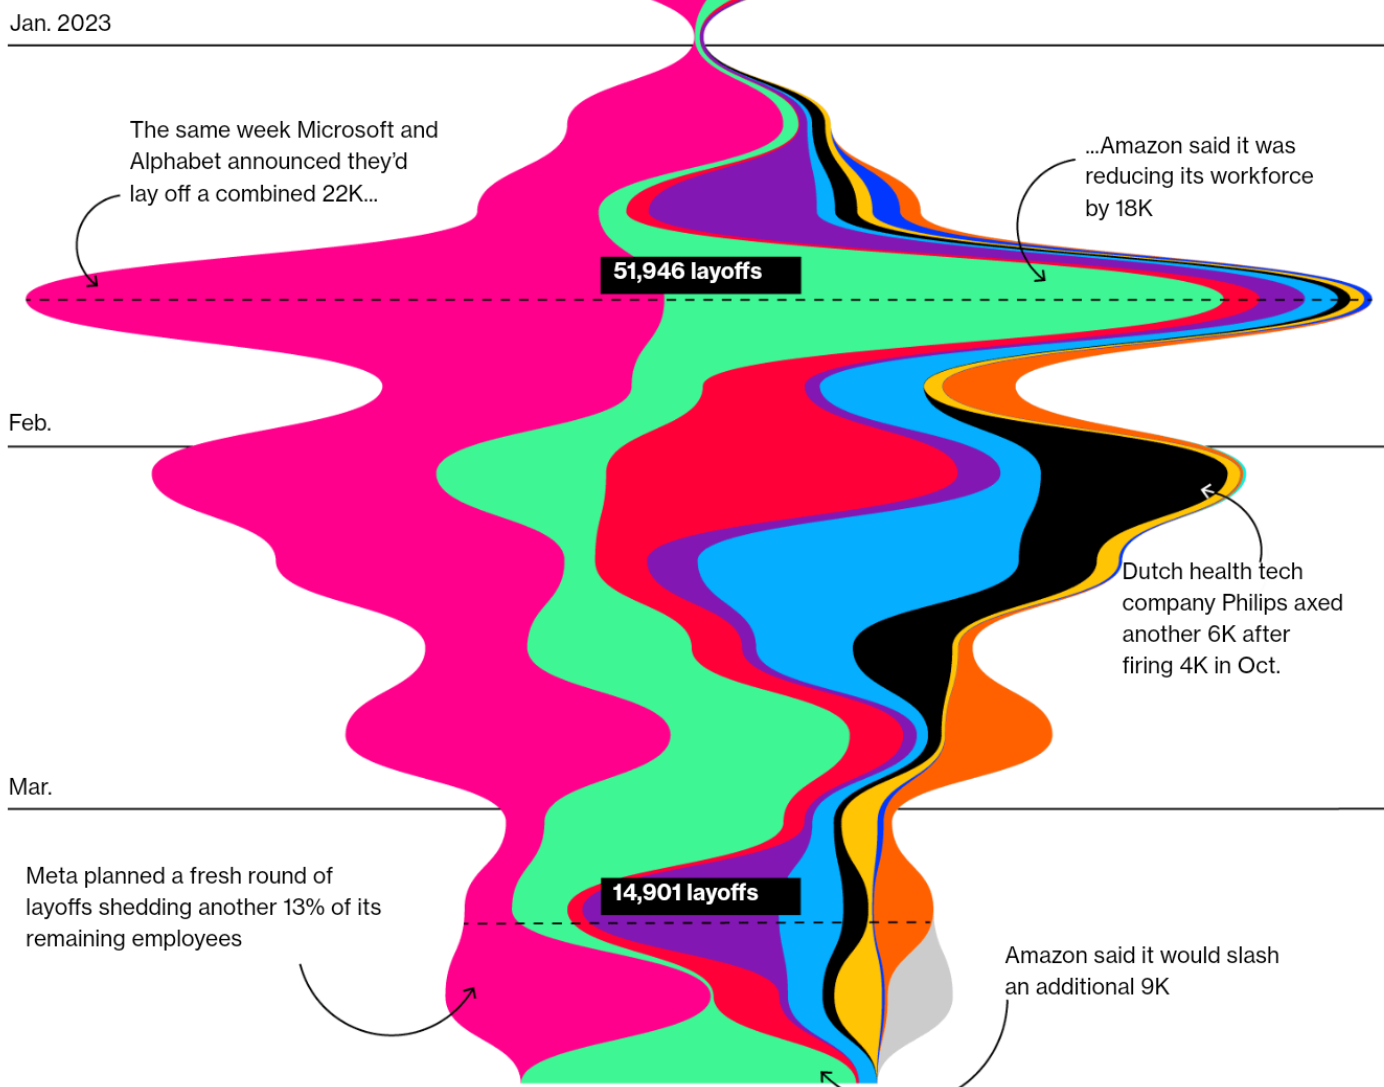 Jan. 2023
The same week Microsoft and
Alphabet announced they’d
lay off a combined 22K...
...Amazon said it was
reducing its workforce
by 18K
51,946 layoffs
Feb.
Dutch health tech
company Philips axed
another 6K after
firing 4K in Oct.
Mar.
Meta planned a fresh round of
layoffs shedding another 13% of its
remaining employees
14,901 layoffs
Amazon said it would slash
an additional 9K